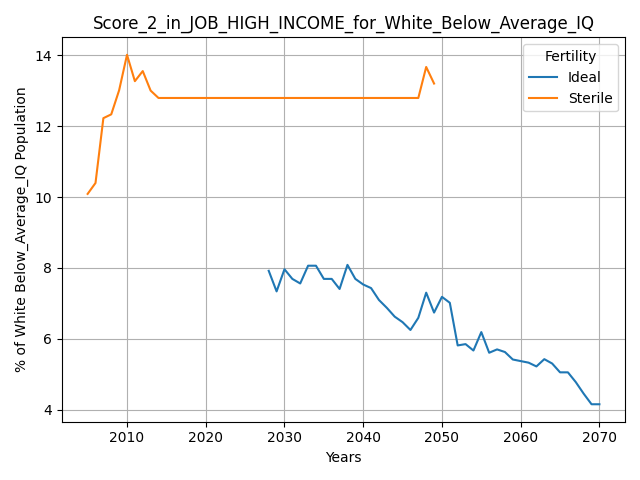 Score_2_in_JOB_HIGH_INCOME_for_White_Below_Average_IQ
Fertility
Ideal
Sterile
% of White Below_Average_IQ Population
14
12
10
8
6
4
2010 2020 2030 2040 2050 2060 2070
Years